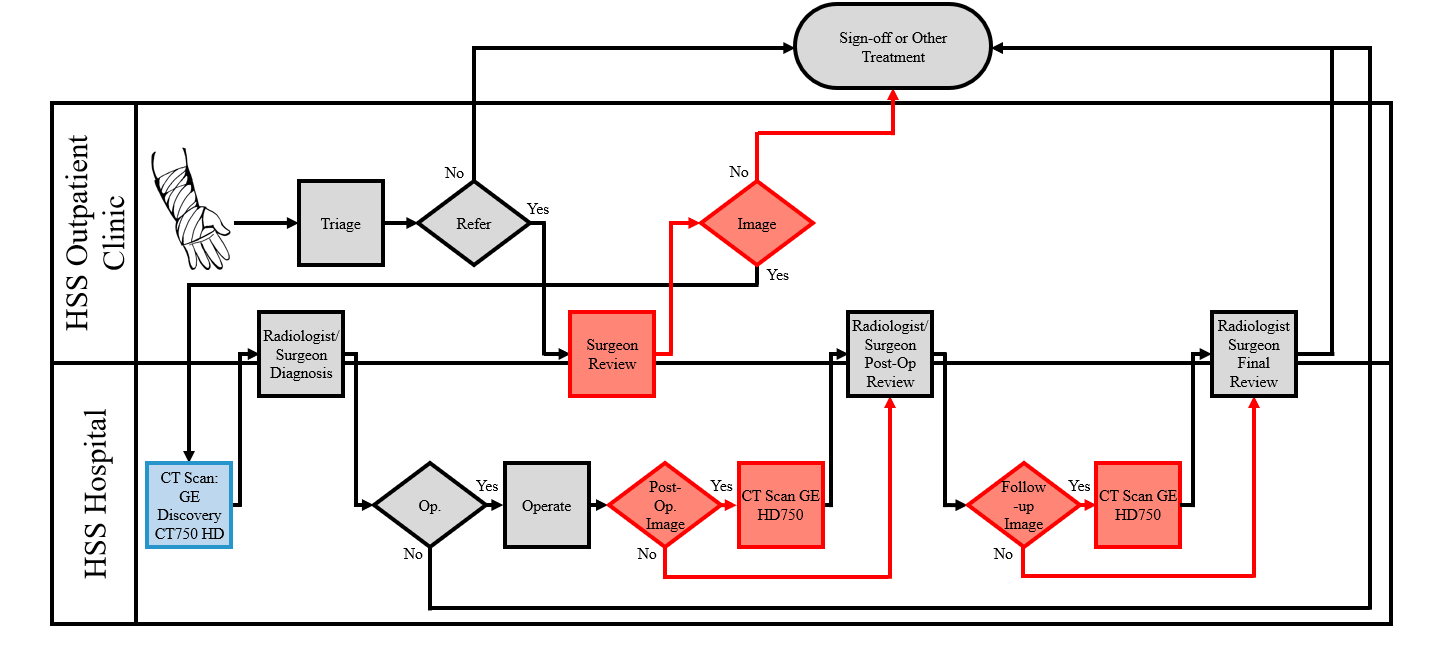 Sign-off or Other
Treatment
HSS Outpatient
Clinic
Triage
Refer
No
Yes
Image
No
Yes
Surgeon
Review
Radiologist/
Surgeon
Diagnosis
Radiologist/
Surgeon
Post-Op
Review
Radiologist
Surgeon
Final
Review
HSS Hospital
CT Scan:
GE
Discovery
CT750 HD
Op.
Yes
No
Operate
Post-
Op.
Image
Yes
No
CT Scan GE
HD750
Follow
-up
Image
Yes
No
CT Scan GE
HD750